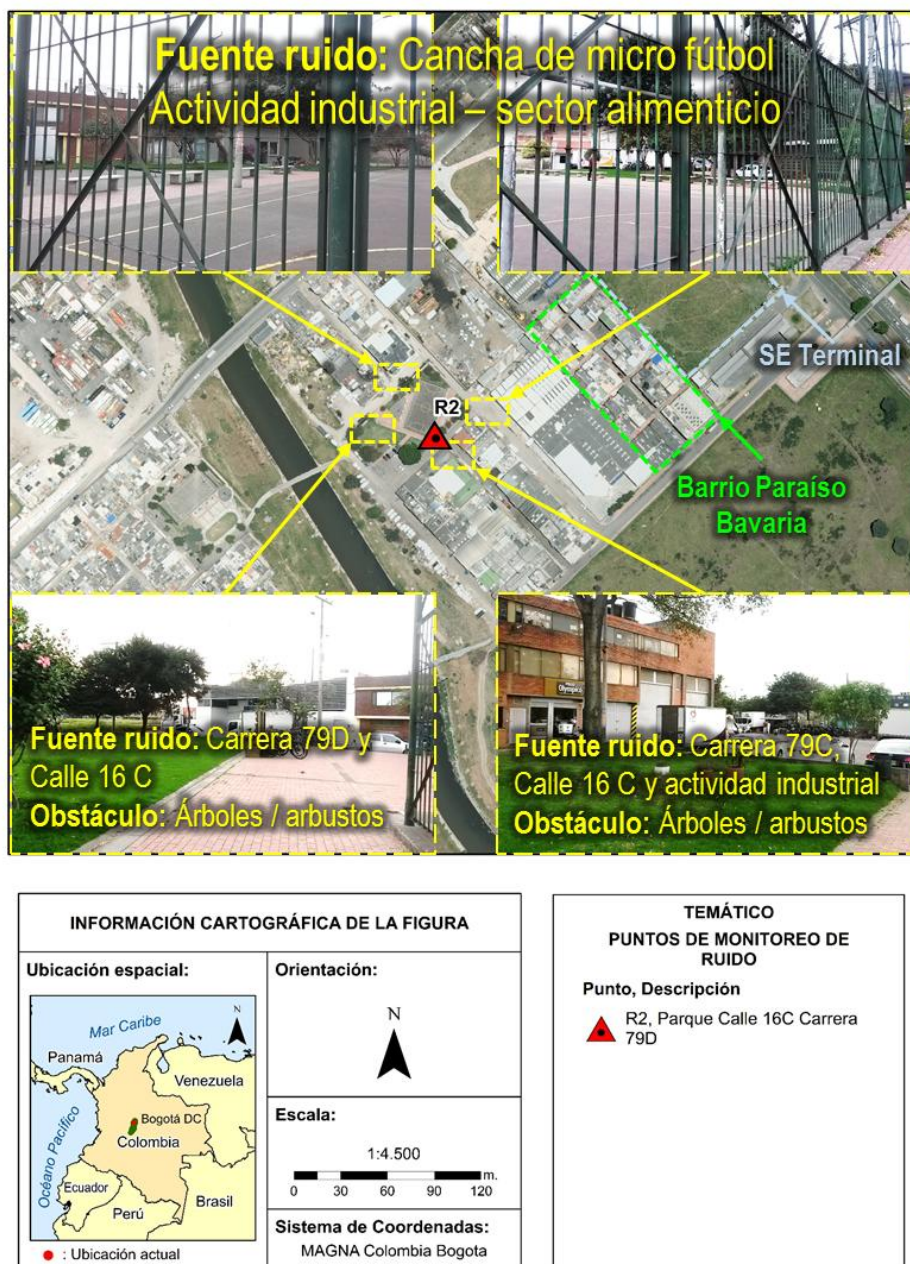 Fuente ruido: Cancha de micro fútbol
Actividad industrial – sector alimenticio
SE Terminal
R2
Barrio Paraíso
Bavaria
Fuente ruido: Carrera 79D y
Calle 16 C
Obstáculo: Árboles / arbustos
Olympica
Fuente ruido: Carrera 79C,
Calle 16 C y actividad industrial
Obstáculo: Árboles / arbustos
INFORMACIÓN CARTOGRÁFICA DE LA FIGURA
Ubicación espacial:
N
Mar Caribe
Panamá
Venezuela
Bogotá DC
Colombia
Océano Pacífico
Ecuador
Perú
Brasil
: Ubicación actual
Orientación:
N
Escala:
1:4.500
m.
0 30 60 90 120
Sistema de Coordenadas:
MAGNA Colombia Bogota
TEMÁTICO
PUNTOS DE MONITOREO DE
RUIDO
Punto, Descripción
R2, Parque Calle 16C Carrera
79D